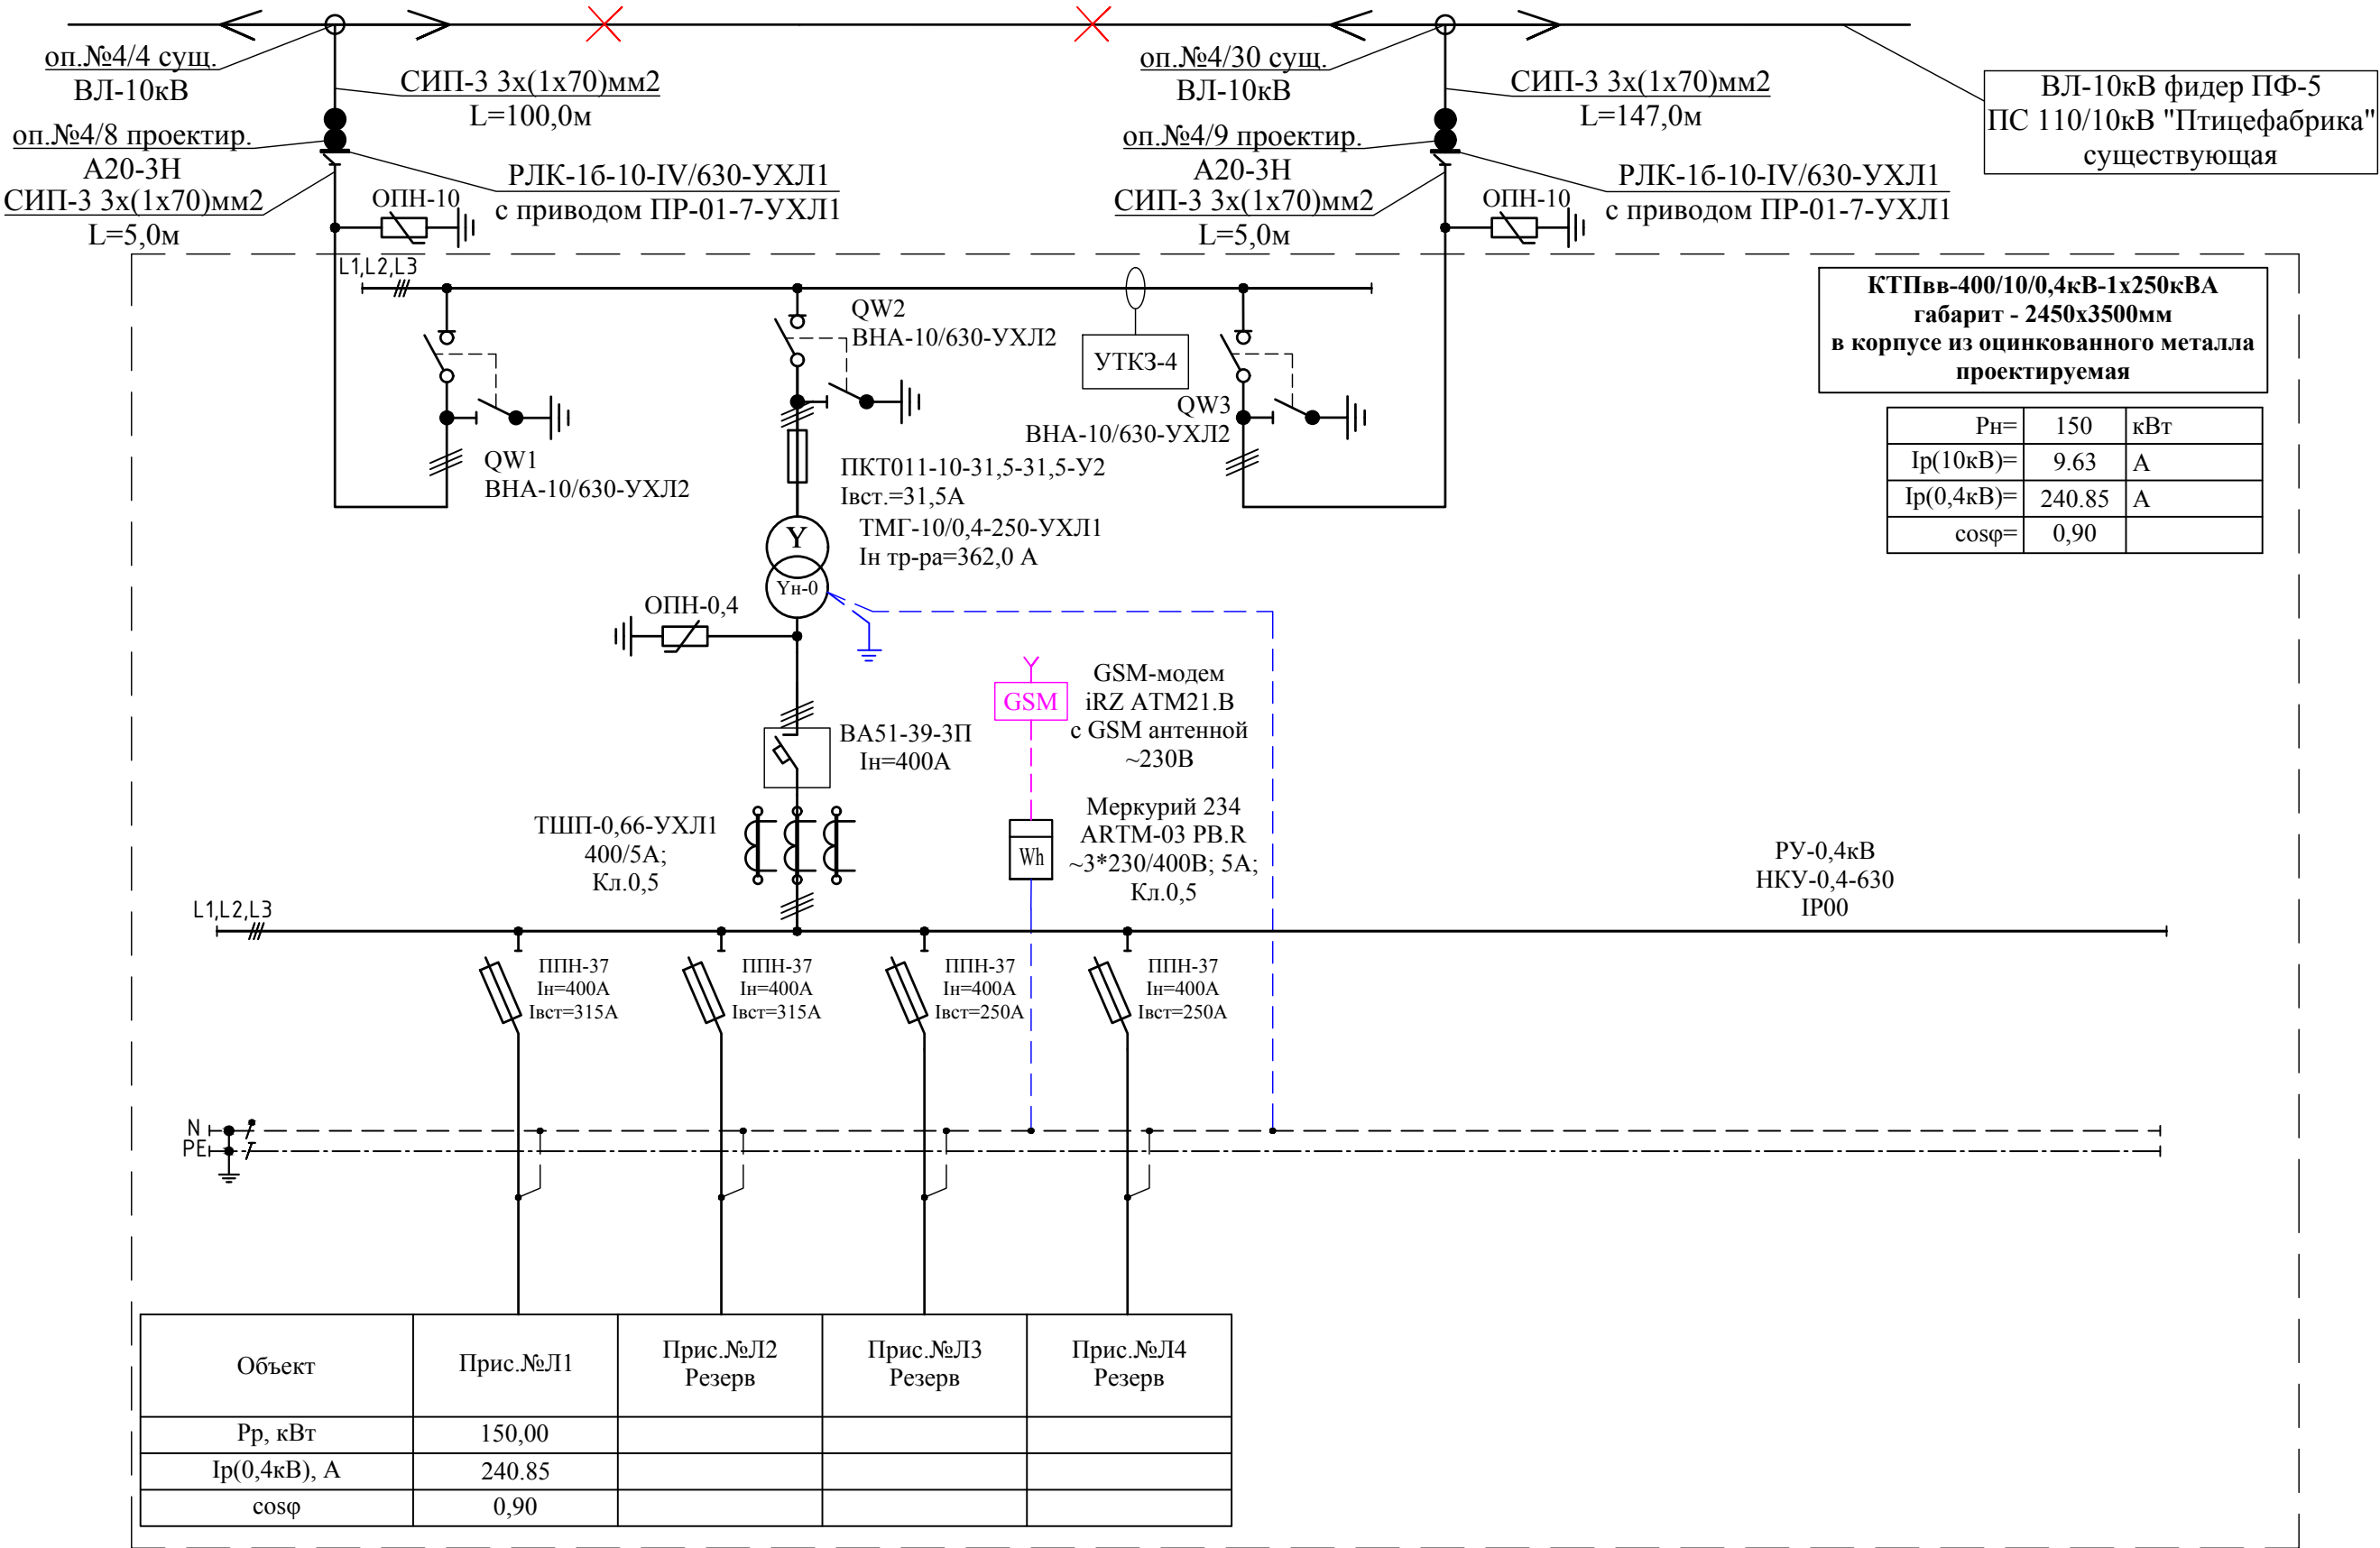 оп.№4/4 сущ.
ВЛ-10кВ
СИП-3 3х(1х70)мм2
L=100,0м
оп.№4/8 проектир.
А20-3Н
СИП-3 3х(1х70)мм2
L=5,0м
РЛК-1б-10-IV/630-УХЛ1
с приводом ПР-01-7-УХЛ1
ОПН-10
оп.№4/30 сущ.
ВЛ-10кВ
СИП-3 3х(1х70)мм2
L=147,0м
оп.№4/9 проектир.
А20-3Н
СИП-3 3х(1х70)мм2
L=5,0м
РЛК-1б-10-IV/630-УХЛ1
с приводом ПР-01-7-УХЛ1
ОПН-10
ВЛ-10кВ фидер ПФ-5
ПС 110/10кВ "Птицефабрика"
существующая
L1,L2,L3
QW2
ВНА-10/630-УХЛ2
УТКЗ-4
QW3
ВНА-10/630-УХЛ2
QW1
ВНА-10/630-УХЛ2
КТПвв-400/10/0,4кВ-1х250кВА
габарит - 2450х3500мм
в корпусе из оцинкованного металла
проектируемая
Рн= 150 кВт
Iр(10кВ)= 9.63 А
Iр(0,4кВ)= 240.85 А
cosφ= 0,90
ПКТ011-10-31,5-31,5-У2
Iвст.=31,5А
ТМГ-10/0,4-250-УХЛ1
Iн тр-ра=362,0 А
Y
Yн-0
ОПН-0,4
GSM
GSM-модем
iRZ ATM21.B
с GSM антенной
~230В
ВА51-39-3П
Iн=400А
ТШП-0,66-УХЛ1
400/5А;
Кл.0,5
Wh
Меркурий 234
ARTM-03 PB.R
~3*230/400В; 5А;
Кл.0,5
РУ-0,4кВ
НКУ-0,4-630
IP00
L1,L2,L3
ППН-37
Iн=400А
Iвст=315А
ППН-37
Iн=400А
Iвст=315А
ППН-37
Iн=400А
Iвст=250А
ППН-37
Iн=400А
Iвст=250А
N
PE
Объект
Прис.№Л1
Прис.№Л2
Резерв
Прис.№Л3
Резерв
Прис.№Л4
Резерв
Рр, кВт 150,00
Iр(0,4кВ), А 240.85
cosφ 0,90